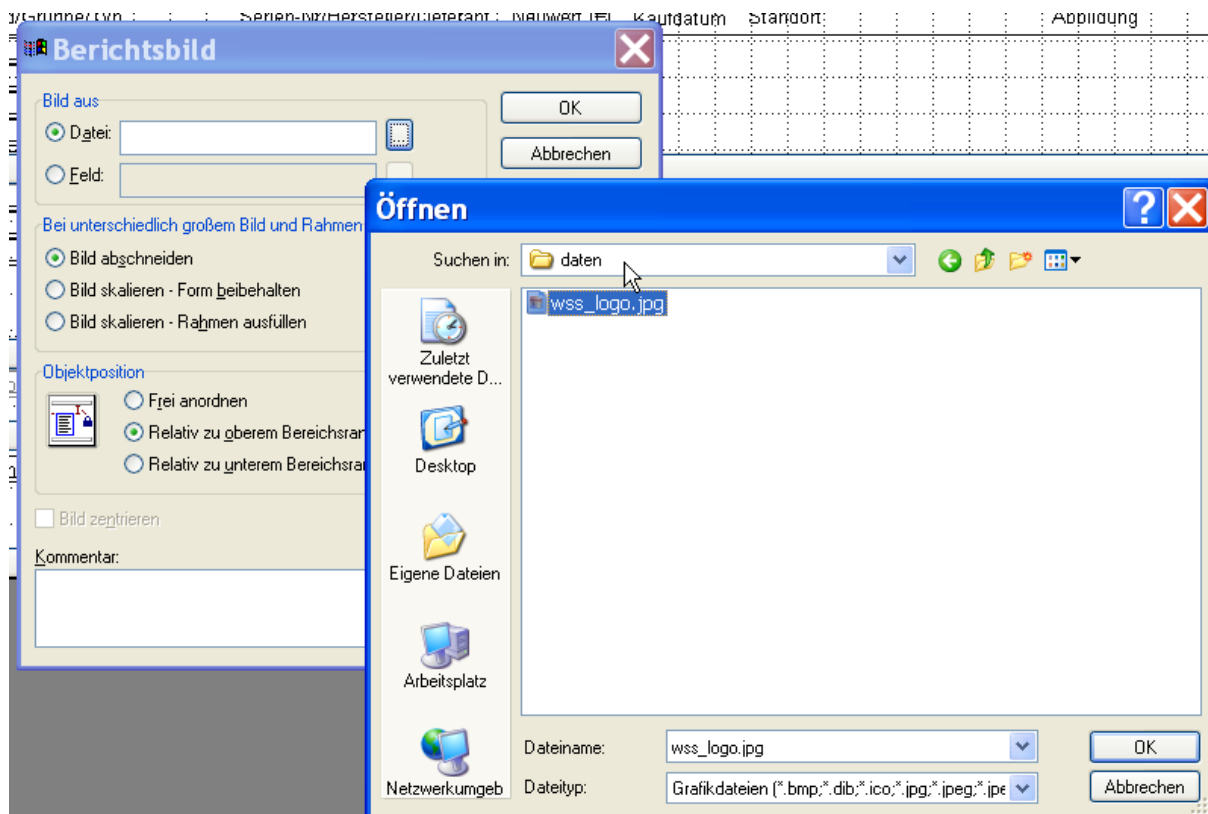 Serien-Nr/Hersteller/Lieferant Neuwert Kaufdatum Standort: Abbildung
Berichtsbild
Bild aus
Datei:
OK
Feld:
Abbrechen
Öffnen
Bei unterschiedlich großem Bild und Rahmen
Suchen in: daten
Bild abschneiden
Bild skalieren - Form beibehalten
Bild skalieren - Rahmen ausfüllen
wss_logo.jpg
Zuletzt
verwendete D...
Objektposition
Frei anordnen
Relativ zu oberem Bereichsran
Relativ zu unterem Bereichsran
Desktop
Bild zentrieren
Kommentar:
Eigene Dateien
Arbeitsplatz
Netzwerkumgeb
Dateiname: wss_logo.jpg OK
Dateityp: Grafikdateien (*.bmp;*.dib;*.ico;*.jpg;*.jpeg;*.jpe Abbrechen